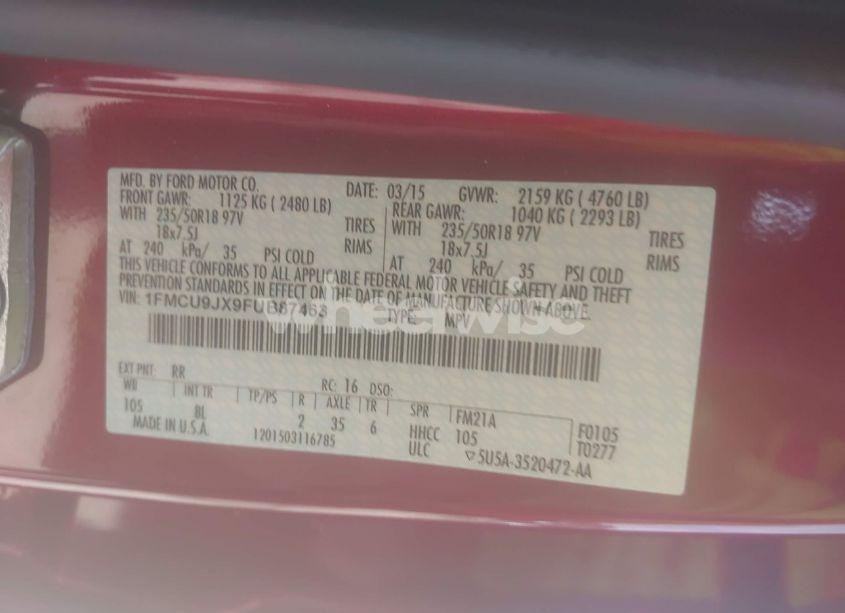 MFD. BY FORD MOTOR CO. DATE: 03/15 GVWR: 2159 KG ( 4760 LB)
FRONT GAWR: 1125 KG ( 2480 LB) REAR GAWR: 1040 KG ( 2293 LB)
WITH 235/50R18 97V TIRES WITH 235/50R18 97V TIRES
18x7.5J RIMS 18x7.5J RIMS
AT 240 kPa/ 35 PSI COLD AT 240 kPa/ 35 PSI COLD
THIS VEHICLE CONFORMS TO ALL APPLICABLE FEDERAL MOTOR VEHICLE SAFETY AND THEFT
PREVENTION STANDARDS IN EFFECT ON THE DATE OF MANUFACTURE SHOWN ABOVE.
VIN: 1FMCU9JX9FUB87463 TYPE: MPV
wheelwise
EXT PNT: RR RC: 16 DSO:
WB INT TR TP/PS R AXLE TR SPR FM21A F0105
105 8L 2 35 6 HHCC 105 T0277
MADE IN U.S.A. 1201503116785 ULC ▽5U5A-3520472-AA